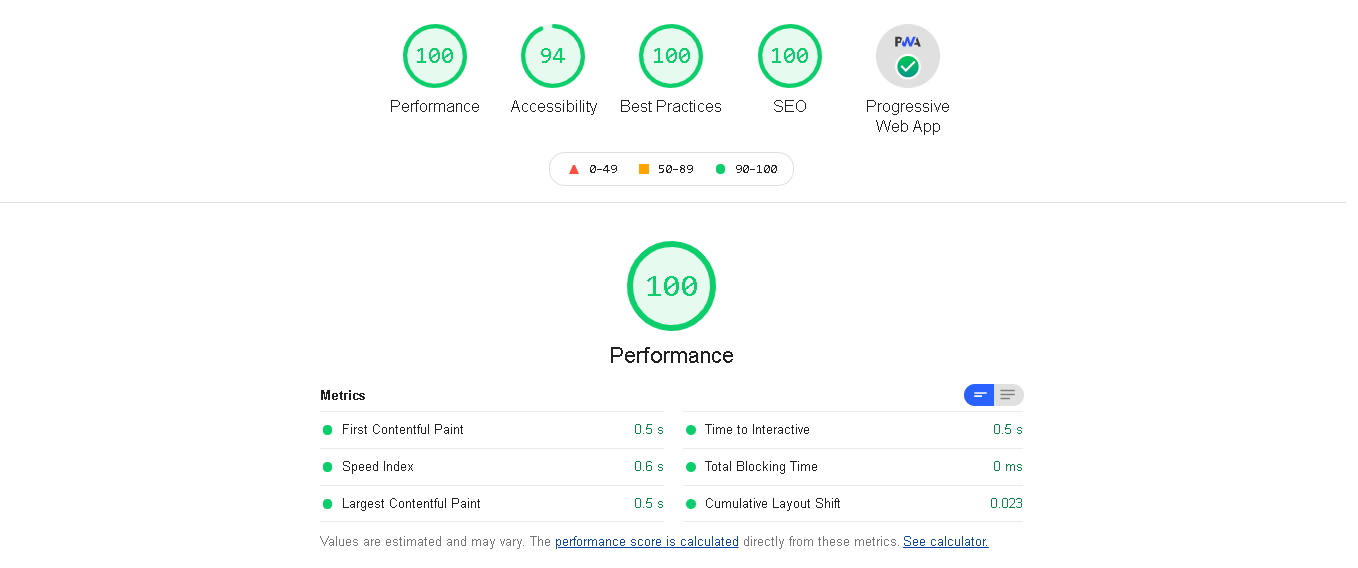 100 94 100 100 PWA
Performance Accessibility Best Practices SEO Progressive
Web App
0–49 50–89 90–100
100
Performance
Metrics
First Contentful Paint 0.5 s Time to Interactive 0.5 s
Speed Index 0.6 s Total Blocking Time 0 ms
Largest Contentful Paint 0.5 s Cumulative Layout Shift 0.023
Values are estimated and may vary. The performance score is calculated directly from these metrics. See calculator.